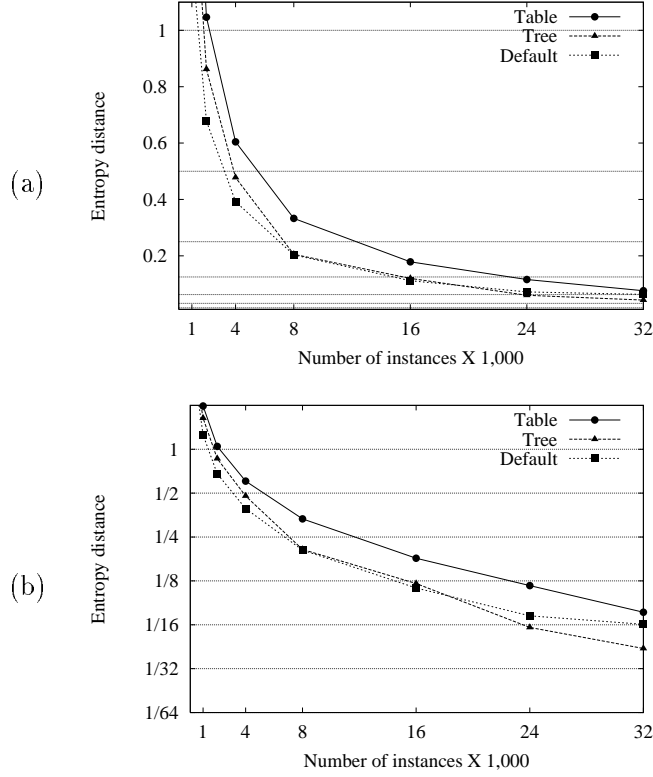 (a)
Entropy distance
1
0.8
0.6
0.4
0.2
Table
Tree
Default
1 4 8 16 24 32
Number of instances X 1,000
(b)
Entropy distance
1
1/2
1/4
1/8
1/16
1/32
1/64
Table
Tree
Default
1 4 8 16 24 32
Number of instances X 1,000